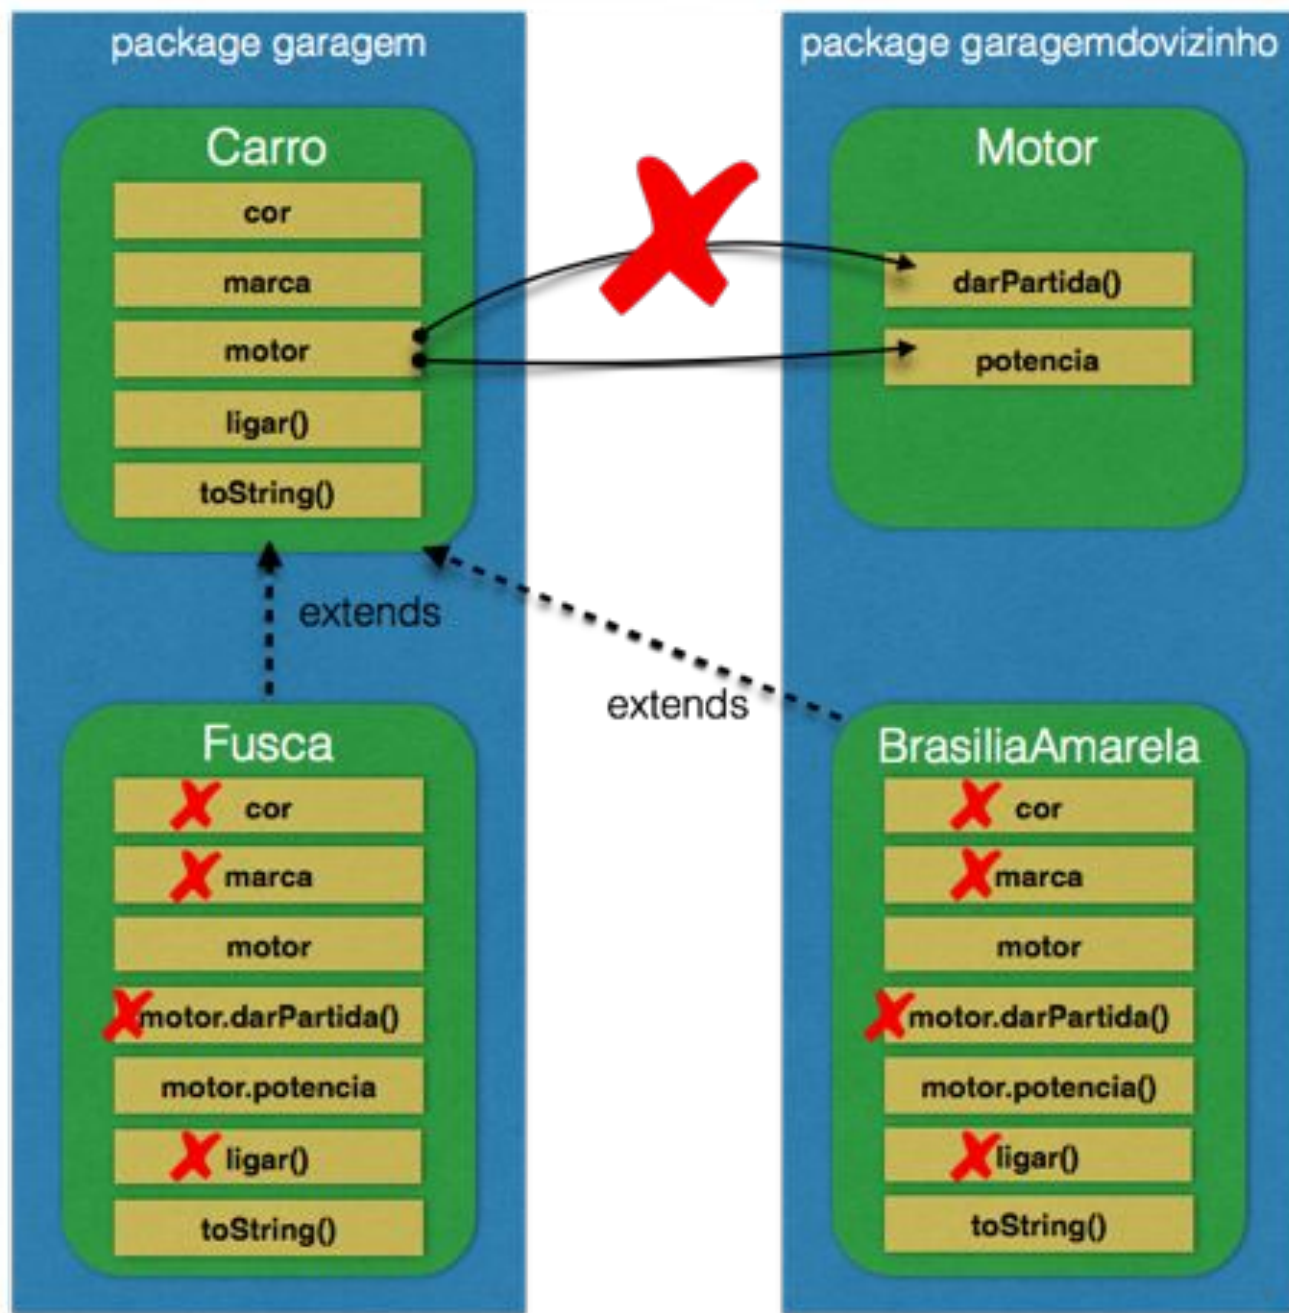 package garagem
Carro
cor
marca
motor
ligar()
toString()
extends
Fusca
cor
marca
motor
motor.darPartida()
motor.potencia
ligar()
toString()
package garagemdovizinho
Motor
darPartida()
potencia
extends
BrasiliaAmarela
cor
marca
motor
motor.darPartida()
motor.potencia()
ligar()
toString()